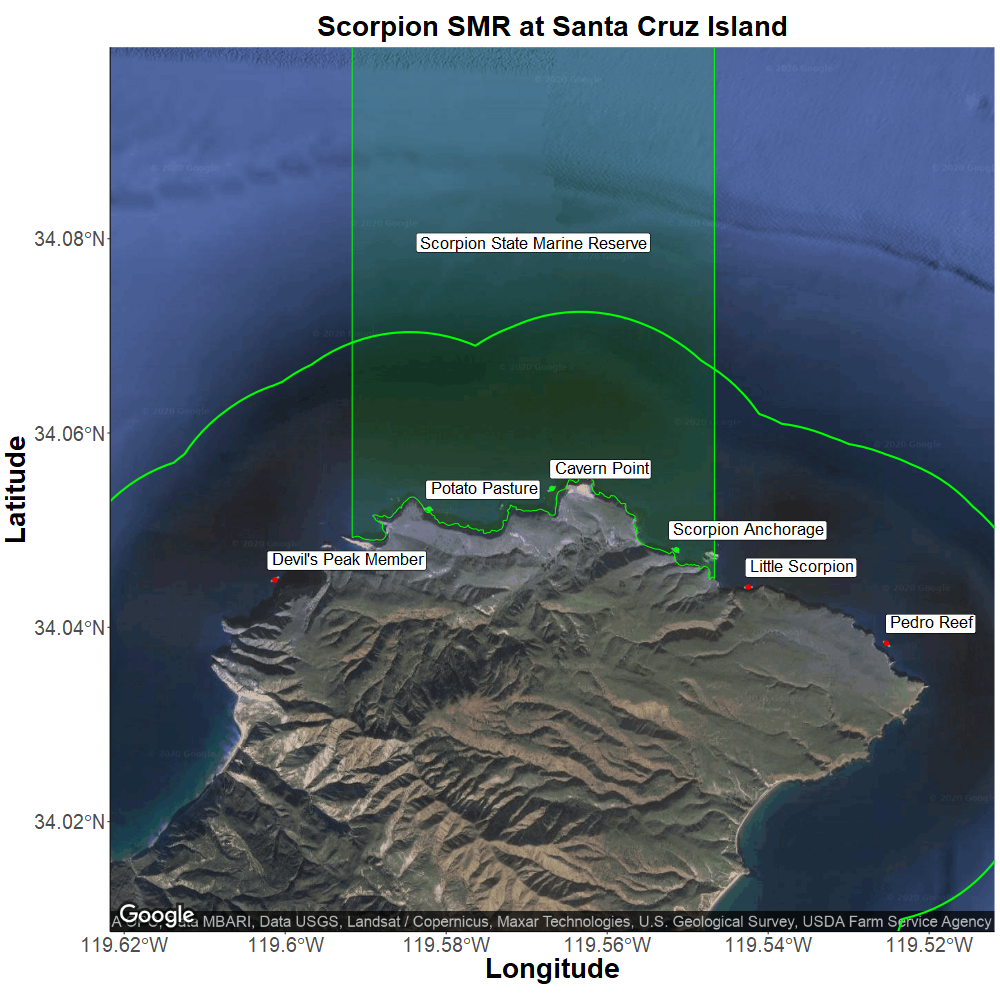 Scorpion SMR at Santa Cruz Island
34.08°N
34.06°N
34.04°N
34.02°N
Latitude
Scorpion State Marine Reserve
Cavern Point
Potato Pasture
Scorpion Anchorage
Devil's Peak Member
Little Scorpion
Pedro Reef
Google
MBARI, Data USGS, Landsat / Copernicus, Maxar Technologies, U.S. Geological Survey, USDA Farm Service Agency
119.62°W 119.6°W 119.58°W 119.56°W 119.54°W 119.52°W
Longitude